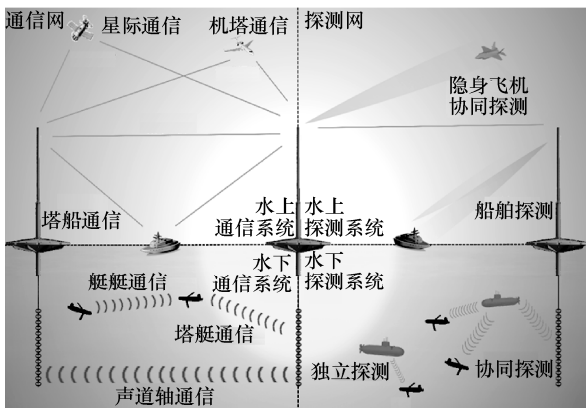 通信网
星际通信
机塔通信
探测网
隐身飞机
协同探测
塔船通信
水上
通信系统
水上
探测系统
船舶探测
水下
通信系统
水下
探测系统
艇艇通信
塔艇通信
独立探测
协同探测
声道轴通信